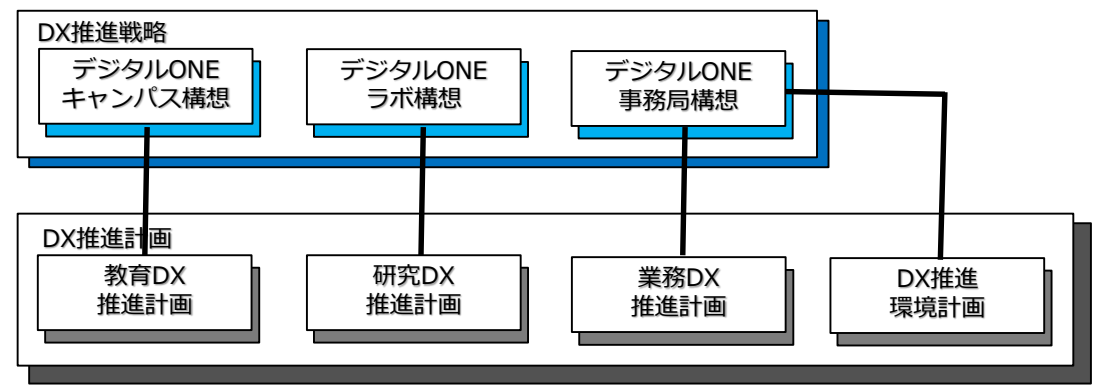 DX推進戦略
デジタルONE
キャンパス構想
デジタルONE
ラボ構想
デジタルONE
事務局構想
DX推進計画
教育DX
推進計画
研究DX
推進計画
業務DX
推進計画
DX推進
環境計画